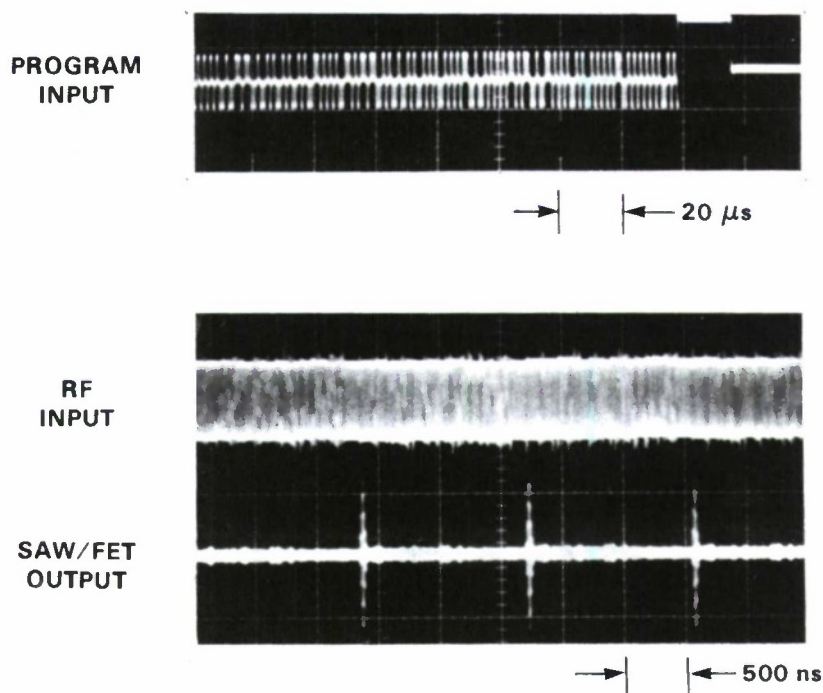 PROGRAM
INPUT
20 μs
RF
INPUT
SAW/FET
OUTPUT
500 ns